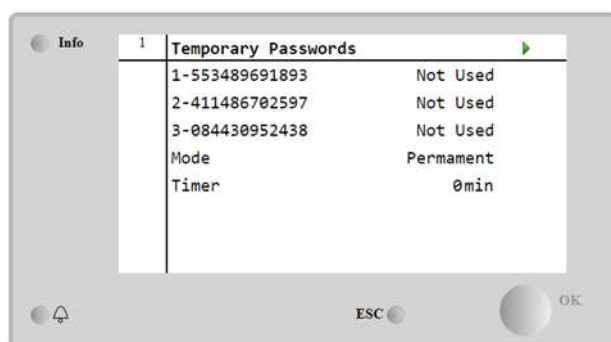 Info
1 Temporary Passwords
1-553489691893 Not Used
2-411486702597 Not Used
3-084430952438 Not Used
Mode Permament
Timer 0min
ESC OK